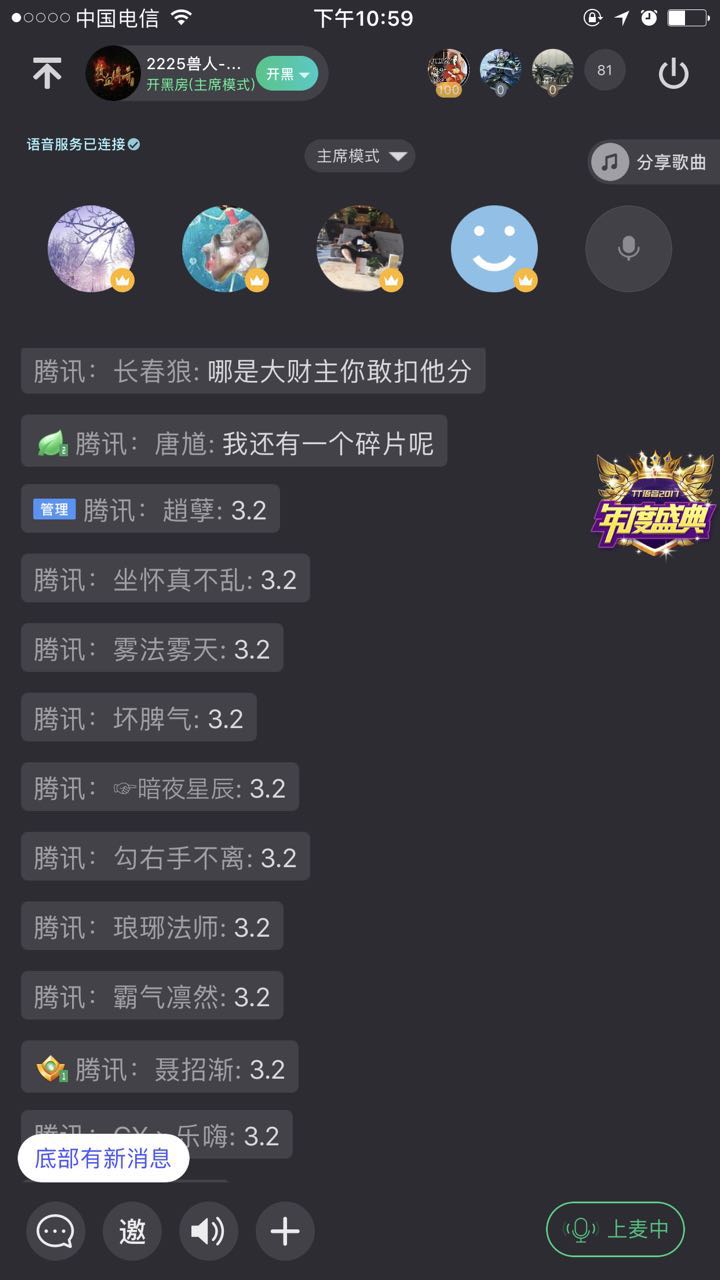 中国电信
下午10:59
2225兽人-...
开黑房(主席模式)
开黑
100
0
0
81
语音服务已连接
主席模式
分享歌曲
腾讯：长春狼: 哪是大财主你敢扣他分
2
腾讯：唐馗: 我还有一个碎片呢
管理 腾讯：趙孽: 3.2
TT语音2017
年度盛典
腾讯：坐怀真不乱: 3.2
腾讯：雾法雾天: 3.2
腾讯：坏脾气: 3.2
腾讯：☞暗夜星辰: 3.2
腾讯：勾右手不离: 3.2
腾讯：琅琊法师: 3.2
腾讯：霸气凛然: 3.2
1
腾讯：聂招渐: 3.2
乐嗨: 3.2
底部有新消息
邀
上麦中